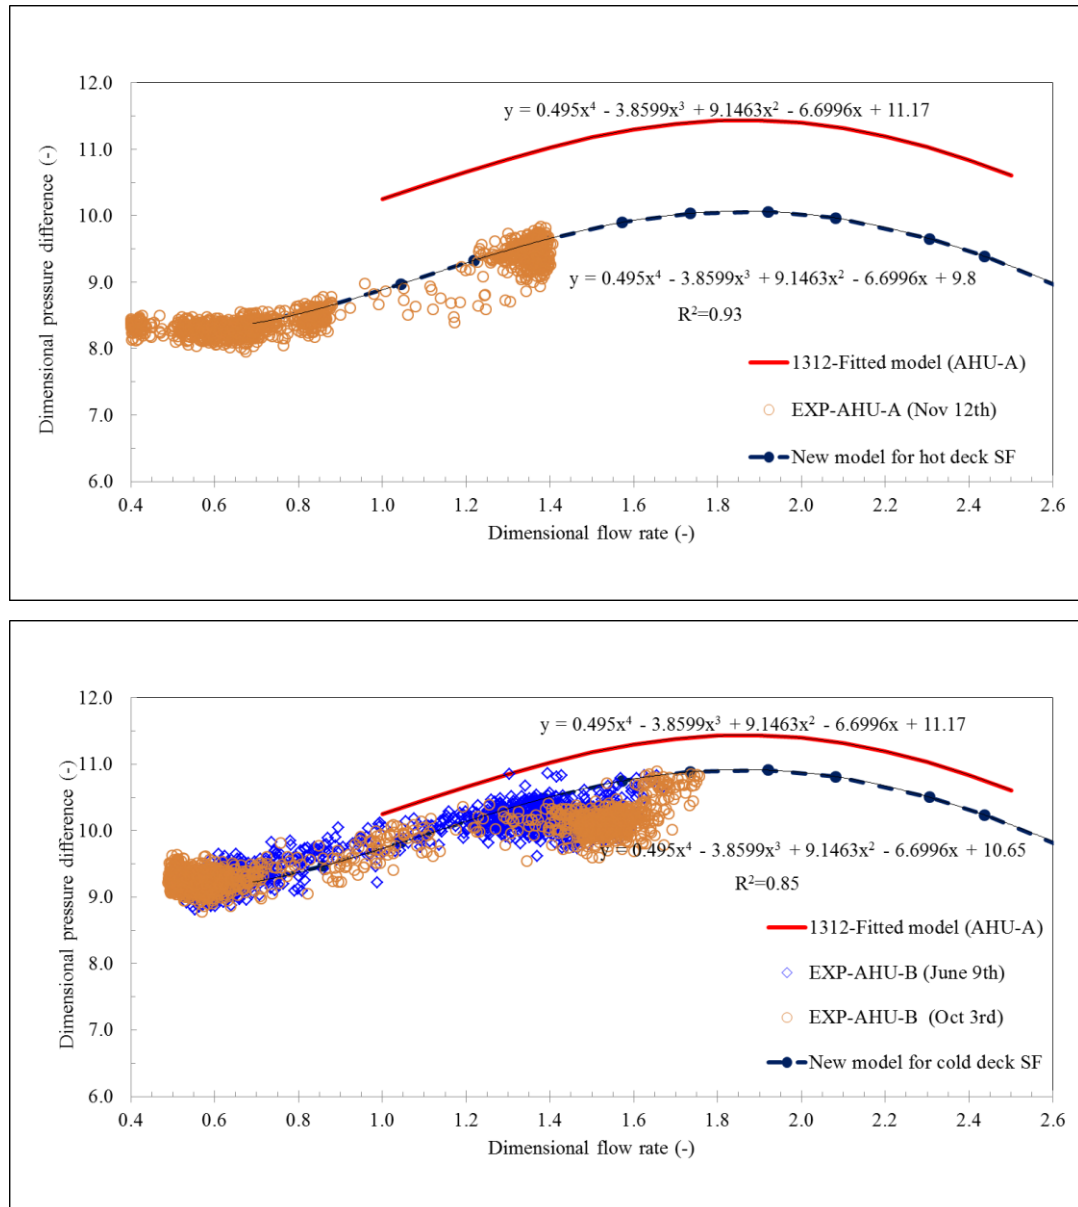 12.0
y = 0.495x⁴ - 3.8599x³ + 9.1463x² - 6.6996x + 11.17
11.0
10.0
9.0
y = 0.495x⁴ - 3.8599x³ + 9.1463x² - 6.6996x + 9.8
R²=0.93
8.0
1312-Fitted model (AHU-A)
7.0
EXP-AHU-A (Nov 12th)
New model for hot deck SF
6.0
Dimensional pressure difference (-)
0.4 0.6 0.8 1.0 1.2 1.4 1.6 1.8 2.0 2.2 2.4 2.6
Dimensional flow rate (-)
12.0
y = 0.495x⁴ - 3.8599x³ + 9.1463x² - 6.6996x + 11.17
11.0
10.0
y = 0.495x⁴ - 3.8599x³ + 9.1463x² - 6.6996x + 10.65
9.0
R²=0.85
1312-Fitted model (AHU-A)
8.0
EXP-AHU-B (June 9th)
7.0
EXP-AHU-B (Oct 3rd)
New model for cold deck SF
6.0
Dimensional pressure difference (-)
0.4 0.6 0.8 1.0 1.2 1.4 1.6 1.8 2.0 2.2 2.4 2.6
Dimensional flow rate (-)